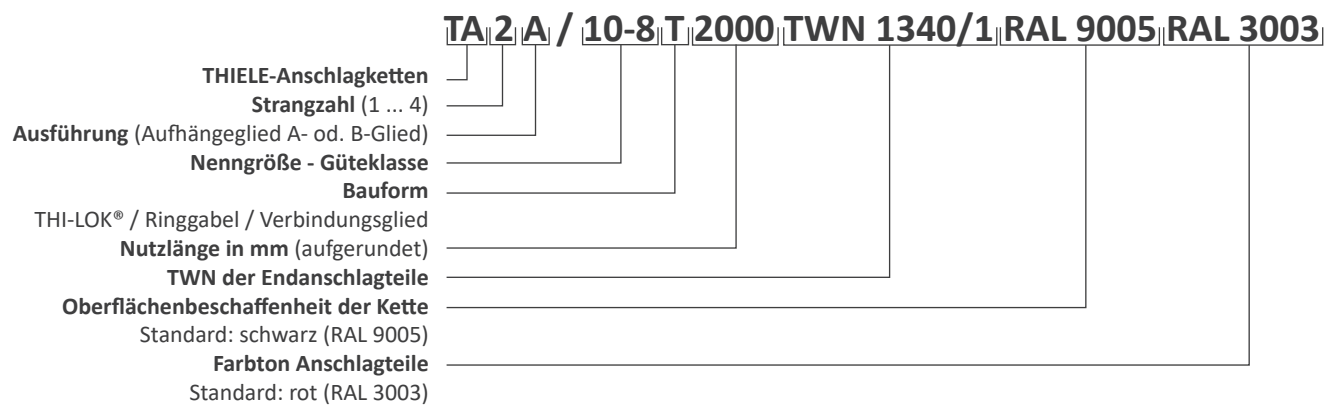 TA 2 A / 10-8 T 2000 TWN 1340/1 RAL 9005 RAL 3003
THIELE-Anschlagketten
Strangzahl (1 ... 4)
Ausführung (Aufhängeglied A- od. B-Glied)
Nenngröße - Güteklasse
Bauform
THI-LOK® / Ringgabel / Verbindungsglied
Nutzlänge in mm (aufgerundet)
TWN der Endanschlagteile
Oberflächenbeschaffenheit der Kette
Standard: schwarz (RAL 9005)
Farbton Anschlagteile
Standard: rot (RAL 3003)